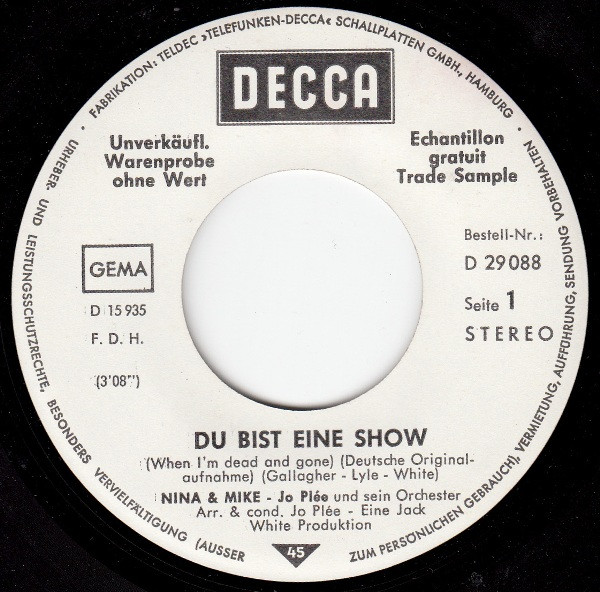 · FABRIKATION: TELDEC »TELEFUNKEN-DECCA« SCHALLPLATTEN GMBH., HAMBURG ·
URHEBER- UND LEISTUNGSSCHUTZRECHTE, BESONDERS VERVIELFÄLTIGUNG (AUSSER
ZUM PERSÖNLICHEN GEBRAUCH), VERMIETUNG, AUFFÜHRUNG, SENDUNG VORBEHALTEN
DECCA
Unverkäufl.
Warenprobe
ohne Wert
Echantillon
gratuit
Trade Sample
GEMA
D 15 935
F. D. H.
(3'08'')
Bestell-Nr.:
D 29 088
Seite 1
STEREO
DU BIST EINE SHOW
(When I'm dead and gone) (Deutsche Original-
aufnahme) (Gallagher - Lyle - White)
NINA & MIKE - Jo Plée und sein Orchester
Arr. & cond. Jo Plée - Eine Jack
White Produktion
45